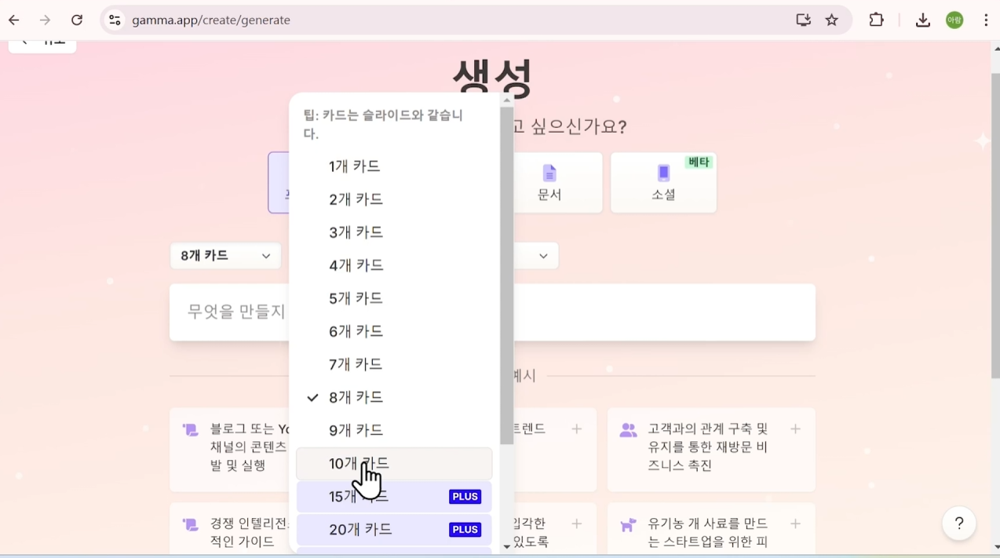 gamma.app/create/generate
아람
생성
고 싶으신가요?
팁: 카드는 슬라이드와 같습니
다.
1개 카드
2개 카드
3개 카드
4개 카드
5개 카드
6개 카드
7개 카드
8개 카드
9개 카드
10개 카드
15개 카드
PLUS
20개 카드
PLUS
문서
베타
소셜
8개 카드
무엇을 만들지
예시
블로그 또는
채널의 콘텐츠
발 및 실행
트렌드
고객과의 관계 구축 및
유지를 통한 재방문 비
즈니스 촉진
경쟁 인텔리전
적인 가이드
입각한
있도록
유기농 개 사료를 만드
는 스타트업을 위한 피
?